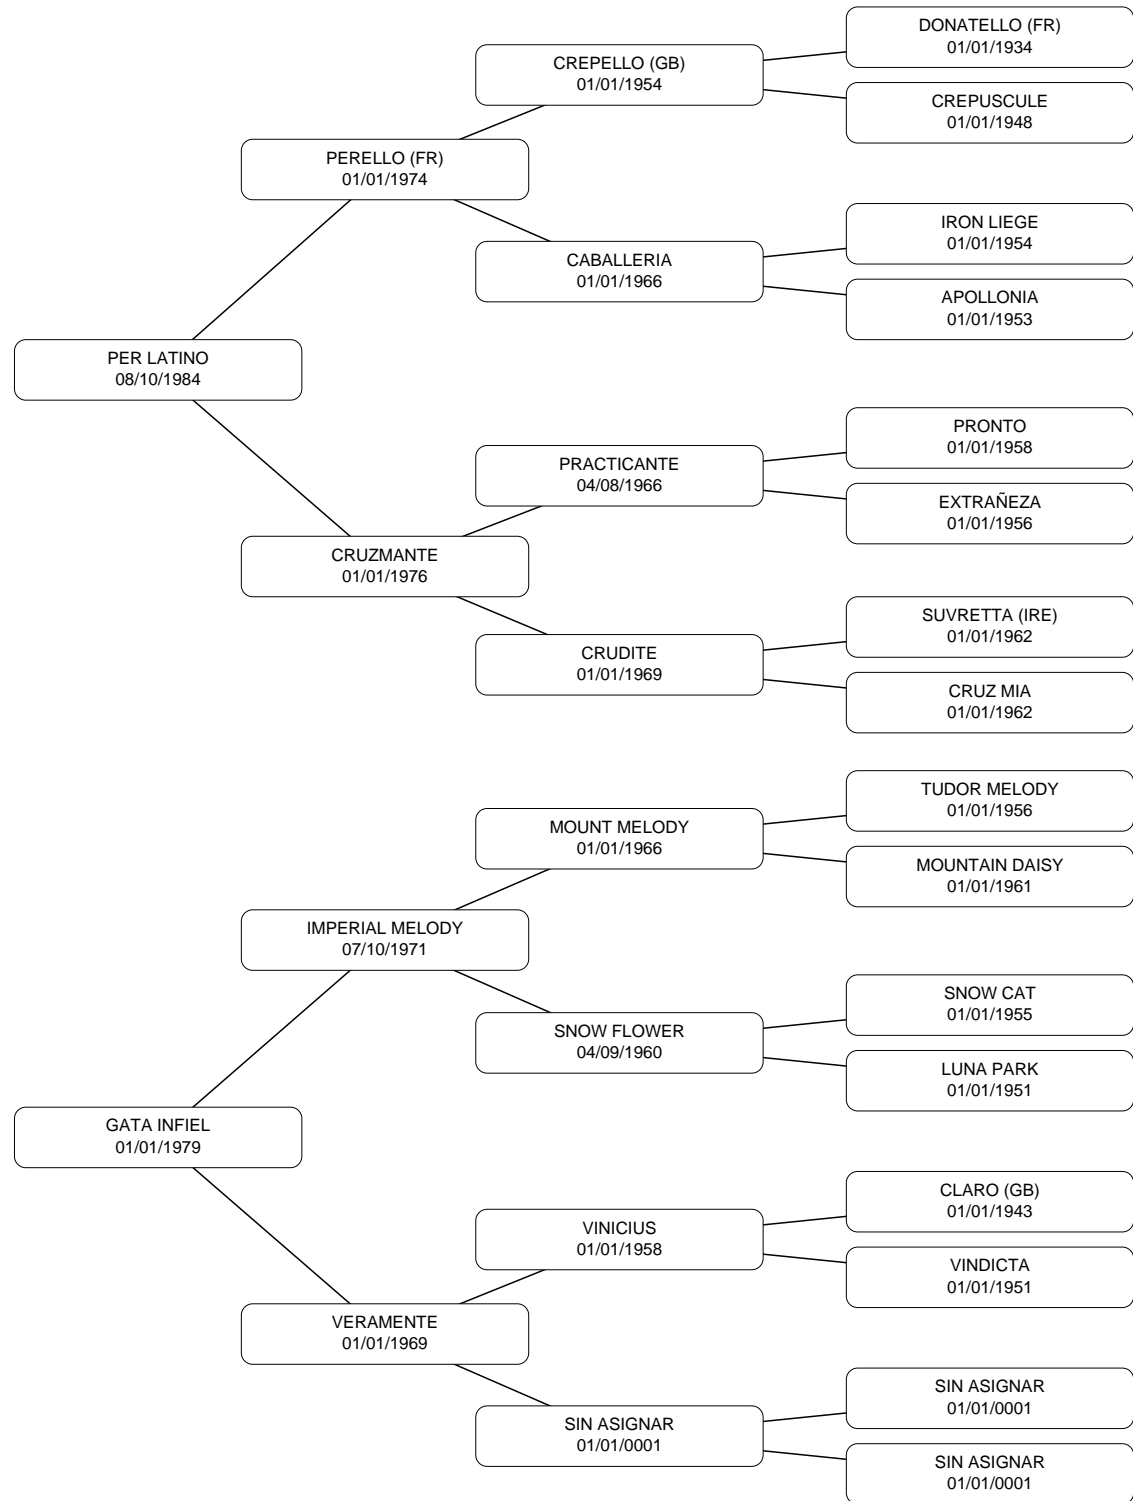 DONATELLO (FR)
01/01/1934
CREPELLO (GB)
01/01/1954
CREPUSCULE
01/01/1948
PERELLO (FR)
01/01/1974
IRON LIEGE
01/01/1954
CABALLERIA
01/01/1966
APOLLONIA
01/01/1953
PER LATINO
08/10/1984
PRONTO
01/01/1958
PRACTICANTE
04/08/1966
EXTRAÑEZA
01/01/1956
CRUZMANTE
01/01/1976
SUVRETTA (IRE)
01/01/1962
CRUDITE
01/01/1969
CRUZ MIA
01/01/1962
TUDOR MELODY
01/01/1956
MOUNT MELODY
01/01/1966
MOUNTAIN DAISY
01/01/1961
IMPERIAL MELODY
07/10/1971
SNOW CAT
01/01/1955
SNOW FLOWER
04/09/1960
LUNA PARK
01/01/1951
GATA INFIEL
01/01/1979
CLARO (GB)
01/01/1943
VINICIUS
01/01/1958
VINDICTA
01/01/1951
VERAMENTE
01/01/1969
SIN ASIGNAR
01/01/0001
SIN ASIGNAR
01/01/0001
SIN ASIGNAR
01/01/0001